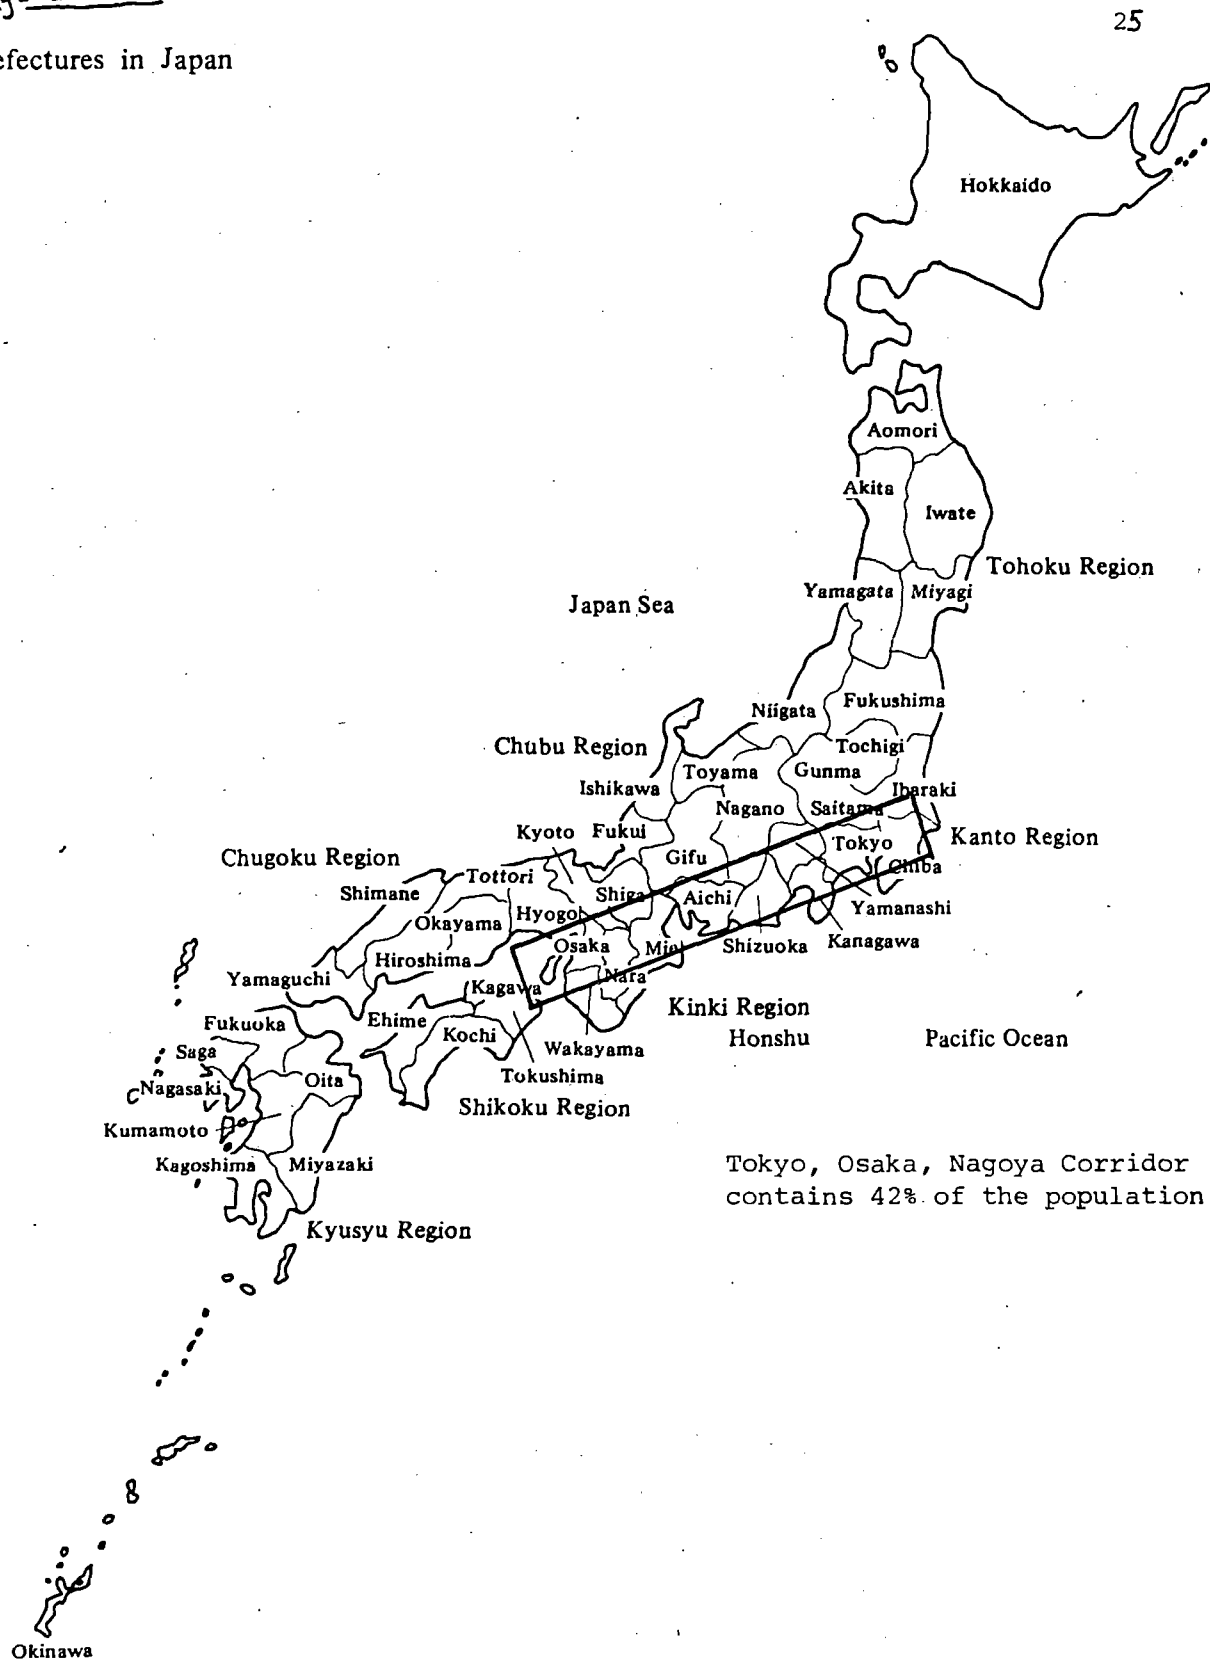 25
efectures in Japan
Hokkaido
Aomori
Akita
Iwate
Tohoku Region
Yamagata
Miyagi
Japan Sea
Fukushima
Niigata
Tochigi
Chubu Region
Toyama
Gunma
Ishikawa
Ibaraki
Nagano
Saitama
Kyoto
Fukui
Tokyo
Kanto Region
Gifu
Chugoku Region
Chiba
Tottori
Shimane
Shiga
Aichi
Yamanashi
Hyogo
Okayama
Osaka
Mie
Shizuoka
Kanagawa
Hiroshima
Yamaguchi
Nara
Kagawa
Kinki Region
Ehime
Fukuoka
Kochi
Wakayama
Honshu
Pacific Ocean
Saga
Tokushima
Nagasaki
Oita
Shikoku Region
Kumamoto
Kagoshima
Miyazaki
Tokyo, Osaka, Nagoya Corridor
contains 42% of the population
Kyusyu Region
Okinawa